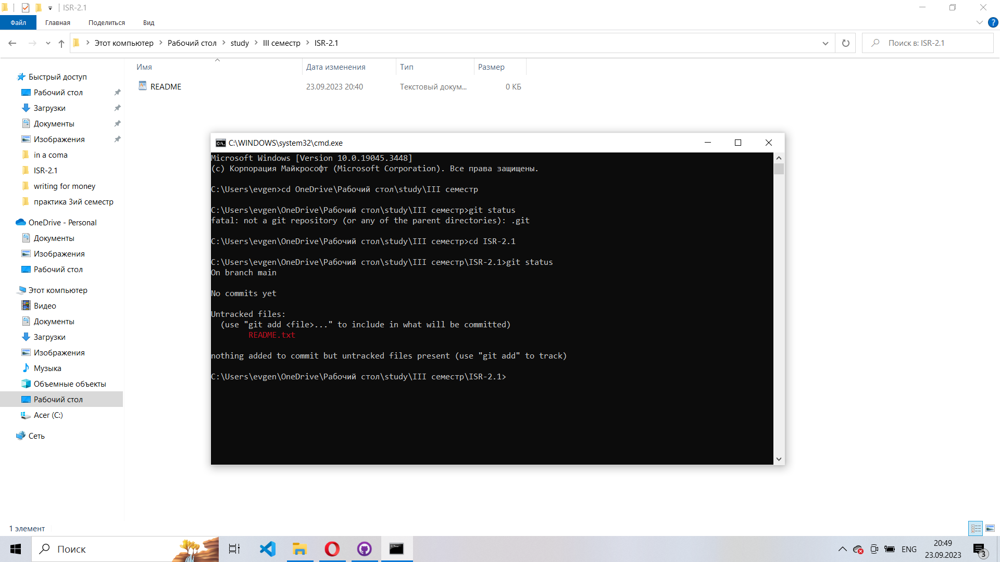 ISR-2.1
Файл Главная Поделиться Вид
Этот компьютер Рабочий стол study III семестр ISR-2.1 Поиск в: ISR-2.1
Имя Дата изменения Тип Размер
README 23.09.2023 20:40 Текстовый докум... 0 КБ
Быстрый доступ
Рабочий стол
Загрузки
Документы
Изображения
in a coma
ISR-2.1
writing for money
практика 3ий семестр
OneDrive - Personal
Документы
Изображения
Рабочий стол
Этот компьютер
Видео
Документы
Загрузки
Изображения
Музыка
Объемные объекты
Рабочий стол
Acer (C:)
Сеть
1 элемент
C:\WINDOWS\system32\cmd.exe
Microsoft Windows [Version 10.0.19045.3448]
(c) Корпорация Майкрософт (Microsoft Corporation). Все права защищены.
C:\Users\evgen>cd OneDrive\Рабочий стол\study\III семестр
C:\Users\evgen\OneDrive\Рабочий стол\study\III семестр>git status
fatal: not a git repository (or any of the parent directories): .git
C:\Users\evgen\OneDrive\Рабочий стол\study\III семестр>cd ISR-2.1
C:\Users\evgen\OneDrive\Рабочий стол\study\III семестр\ISR-2.1>git status
On branch main
No commits yet
Untracked files:
(use "git add <file>..." to include in what will be committed)
README.txt
nothing added to commit but untracked files present (use "git add" to track)
C:\Users\evgen\OneDrive\Рабочий стол\study\III семестр\ISR-2.1>
Поиск
ENG
20:49
23.09.2023
3